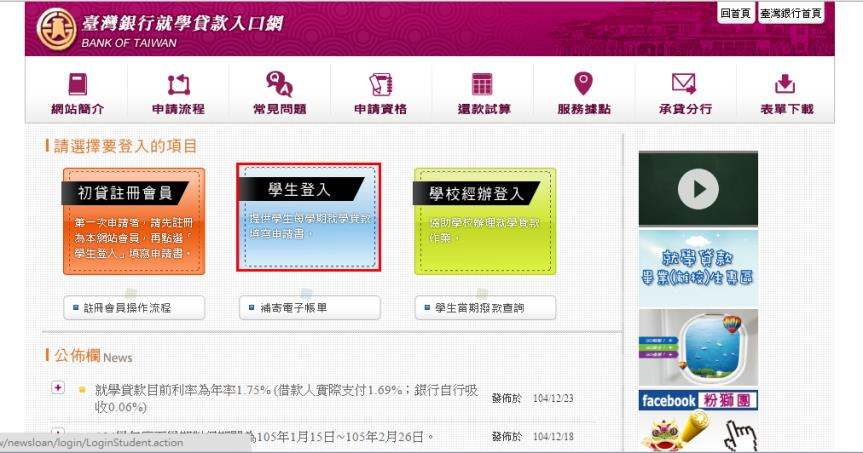 臺灣銀行就學貸款入口網
BANK OF TAIWAN
回首頁
臺灣銀行首頁
網站簡介
申請流程
常見問題
申請資格
還款試算
服務據點
承貸分行
表單下載
請選擇要登入的項目
初貸註冊會員
第一次申請者，請先註冊
為本網站會員，再點選「
學生登入」填寫申請書。
學生登入
提供學生每學期就學貸款
填寫申請書。
學校經辦登入
協助學校辦理就學貸款
作業。
註冊會員操作流程
補寄電子帳單
學生當期撥款查詢
就學貸款
畢業(離校)生專區
公佈欄 News
就學貸款目前利率為年率1.75% (借款人實際支付1.69%；銀行自行吸
收0.06%)
發佈於 104/12/23
105年1月15日~105年2月26日。
發佈於 104/12/18
facebook 粉獅團
w/newsloan/login/LoginStudent.action